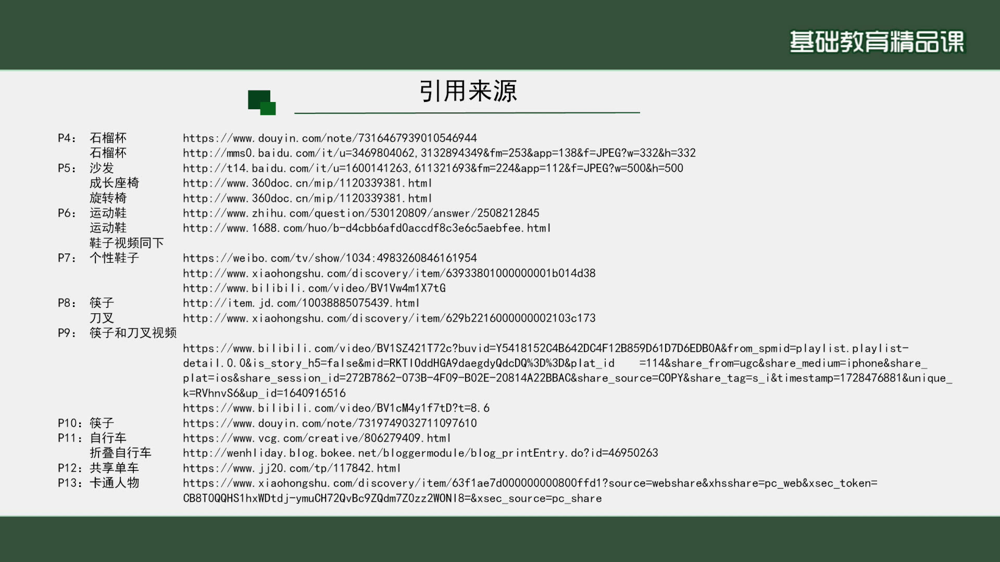 基础教育精品课
引用来源
P4： 石榴杯 https://www.douyin.com/note/7316467939010546944
石榴杯 http://mms0.baidu.com/it/u=3469804062,3132894349&fm=253&app=138&f=JPEG?w=332&h=332
P5： 沙发 http://t14.baidu.com/it/u=1600141263,611321693&fm=224&app=112&f=JPEG?w=500&h=500
成长座椅 http://www.360doc.cn/mip/1120339381.html
旋转椅 http://www.360doc.cn/mip/1120339381.html
P6： 运动鞋 http://www.zhihu.com/question/530120809/answer/2508212845
运动鞋 http://www.1688.com/huo/b-d4cbb6afd0accdf8c3e6c5aebfee.html
鞋子视频同下
P7： 个性鞋子 https://weibo.com/tv/show/1034:4983260846161954
http://www.xiaohongshu.com/discovery/item/63933801000000001b014d38
http://www.bilibili.com/video/BV1Vw4m1X7tG
P8： 筷子 http://item.jd.com/10038885075439.html
刀叉 http://www.xiaohongshu.com/discovery/item/629b2216000000002103c173
P9： 筷子和刀叉视频
https://www.bilibili.com/video/BV1SZ421T72c?buvid=Y5418152C4B642DC4F12B859D61D7D6EDB0A&from_spmid=playlist.playlist-
detail.0.0&is_story_h5=false&mid=RKTlOddHGA9daegdyQdcDQ%3D%3D&plat_id =114&share_from=ugc&share_medium=iphone&share_
plat=ios&share_session_id=272B7862-073B-4F09-B02E-20814A22BBAC&share_source=COPY&share_tag=s_i&timestamp=1728476881&unique_
k=RVhnvS6&up_id=1640916516
https://www.bilibili.com/video/BV1cM4y1f7tD?t=8.6
P10： 筷子 https://www.douyin.com/note/7319749032711097610
P11： 自行车 https://www.vcg.com/creative/806279409.html
折叠自行车 http://wenhliday.blog.bokee.net/bloggermodule/blog_printEntry.do?id=46950263
P12： 共享单车 https://www.jj20.com/tp/117842.html
P13： 卡通人物 https://www.xiaohongshu.com/discovery/item/63f1ae7d000000000800ffd1?source=webshare&xhsshare=pc_web&xsec_token=
CB8T0QQHS1hxWDtdj-ymuCH72QvBc9ZQdm7Z0zz2WONl8=&xsec_source=pc_share